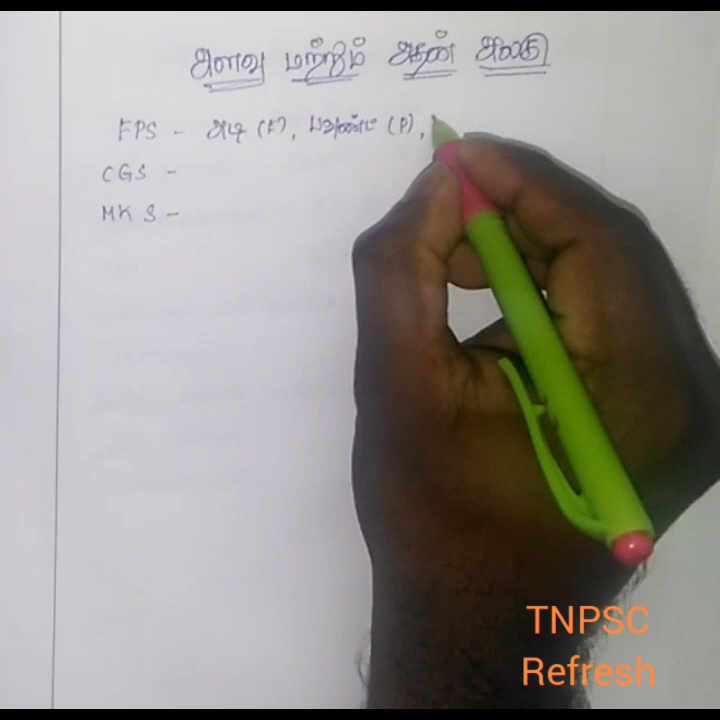 அளவு மற்றும் அதன் அலகு
FPS - அடி (F), பவுண்ட் (P),
CGS -
MKS -
TNPSC
Refresh